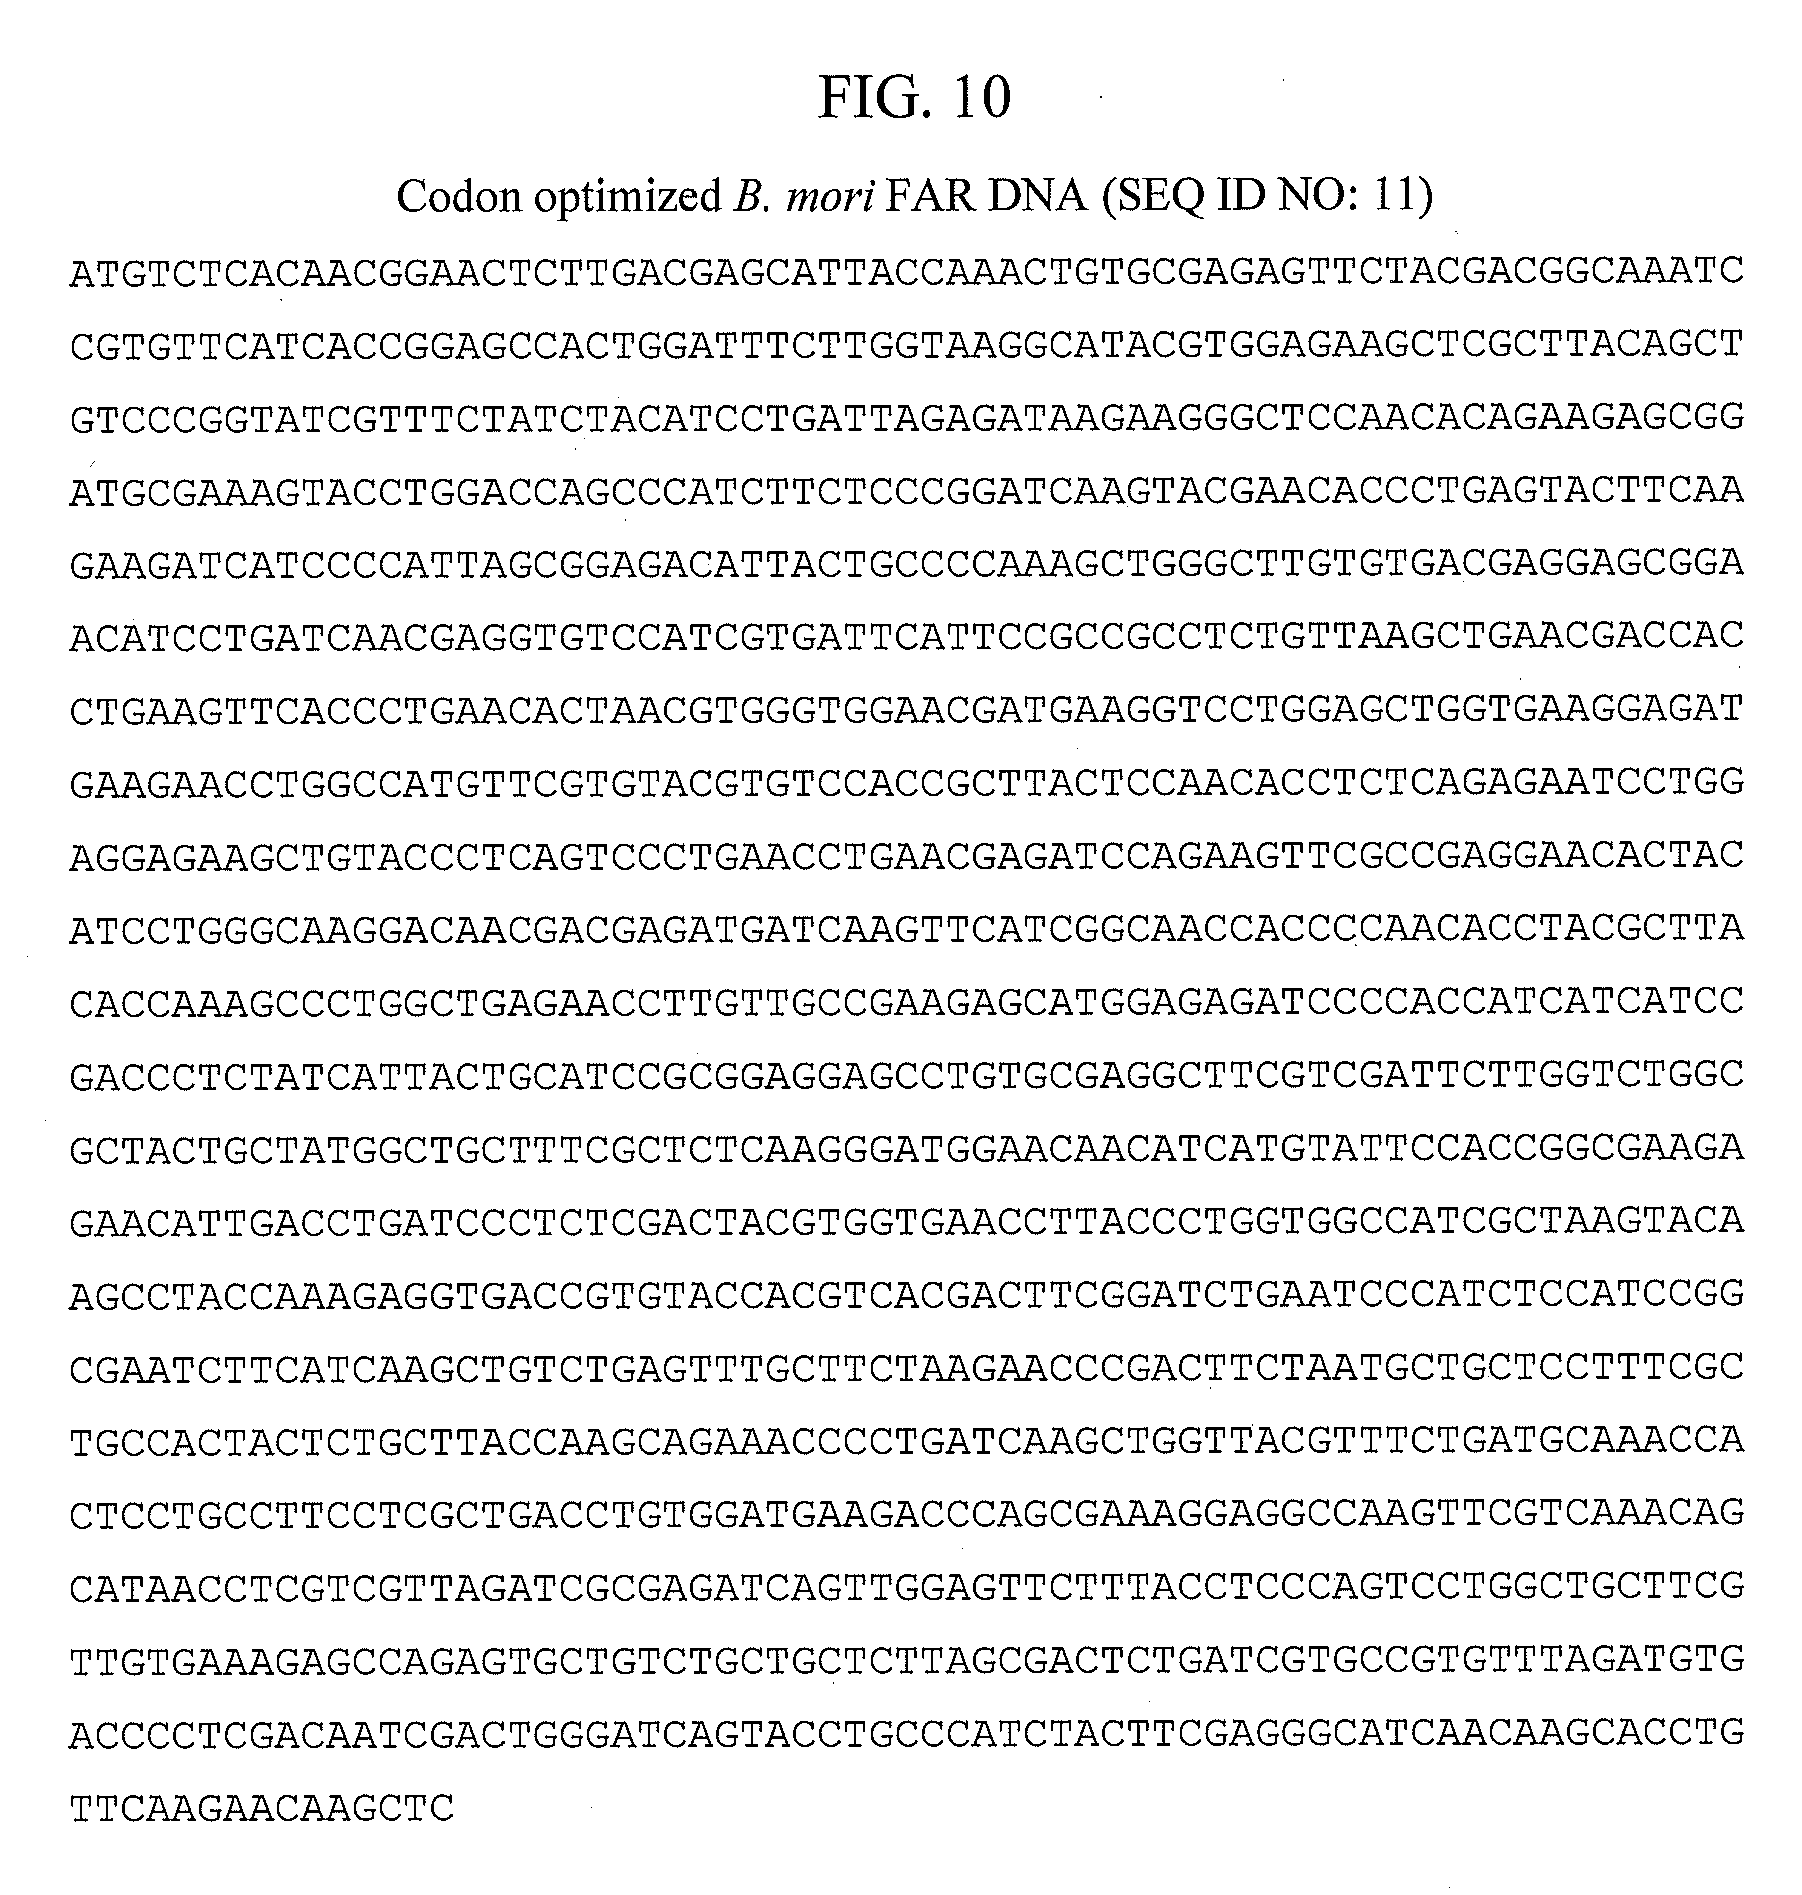 FIG. 10
Codon optimized B. mori FAR DNA (SEQ ID NO: 11)
ATGTCTCACAACGGAACTCTTGACGAGCATTACCAAACTGTGCGAGAGTTCTACGACGGCAAATC
CGTGTTCATCACCGGAGCCACTGGATTTCTTGGTAAGGCATACGTGGAGAAGCTCGCTTACAGCT
GTCCCGGTATCGTTTCTATCTACATCCTGATTAGAGATAAGAAGGGCTCCAACACAGAAGAGCGG
ATGCGAAAGTACCTGGACCAGCCCATCTTCTCCCGGATCAAGTACGAACACCCTGAGTACTTCAA
GAAGATCATCCCCATTAGCGGAGACATTACTGCCCCAAAGCTGGGCTTGTGTGACGAGGAGCGGA
ACATCCTGATCAACGAGGTGTCCATCGTGATTCATTCCGCCGCCTCTGTTAAGCTGAACGACCAC
CTGAAGTTCACCCTGAACACTAACGTGGGTGGAACGATGAAGGTCCTGGAGCTGGTGAAGGAGAT
GAAGAACCTGGCCATGTTCGTGTACGTGTCCACCGCTTACTCCAACACCTCTCAGAGAATCCTGG
AGGAGAAGCTGTACCCTCAGTCCCTGAACCTGAACGAGATCCAGAAGTTCGCCGAGGAACACTAC
ATCCTGGGCAAGGACAACGACGAGATGATCAAGTTCATCGGCAACCACCCCAACACCTACGCTTA
CACCAAAGCCCTGGCTGAGAACCTTGTTGCCGAAGAGCATGGAGAGATCCCCACCATCATCATCC
GACCCTCTATCATTACTGCATCCGCGGAGGAGCCTGTGCGAGGCTTCGTCGATTCTTGGTCTGGC
GCTACTGCTATGGCTGCTTTCGCTCTCAAGGGATGGAACAACATCATGTATTCCACCGGCGAAGA
GAACATTGACCTGATCCCTCTCGACTACGTGGTGAACCTTACCCTGGTGGCCATCGCTAAGTACA
AGCCTACCAAAGAGGTGACCGTGTACCACGTCACGACTTCGGATCTGAATCCCATCTCCATCCGG
CGAATCTTCATCAAGCTGTCTGAGTTTGCTTCTAAGAACCCGACTTCTAATGCTGCTCCTTTCGC
TGCCACTACTCTGCTTACCAAGCAGAAACCCCTGATCAAGCTGGTTACGTTTCTGATGCAAACCA
CTCCTGCCTTCCTCGCTGACCTGTGGATGAAGACCCAGCGAAAGGAGGCCAAGTTCGTCAAACAG
CATAACCTCGTCGTTAGATCGCGAGATCAGTTGGAGTTCTTTACCTCCCAGTCCTGGCTGCTTCG
TTGTGAAAGAGCCAGAGTGCTGTCTGCTGCTCTTAGCGACTCTGATCGTGCCGTGTTTAGATGTG
ACCCCTCGACAATCGACTGGGATCAGTACCTGCCCATCTACTTCGAGGGCATCAACAAGCACCTG
TTCAAGAACAAGCTC